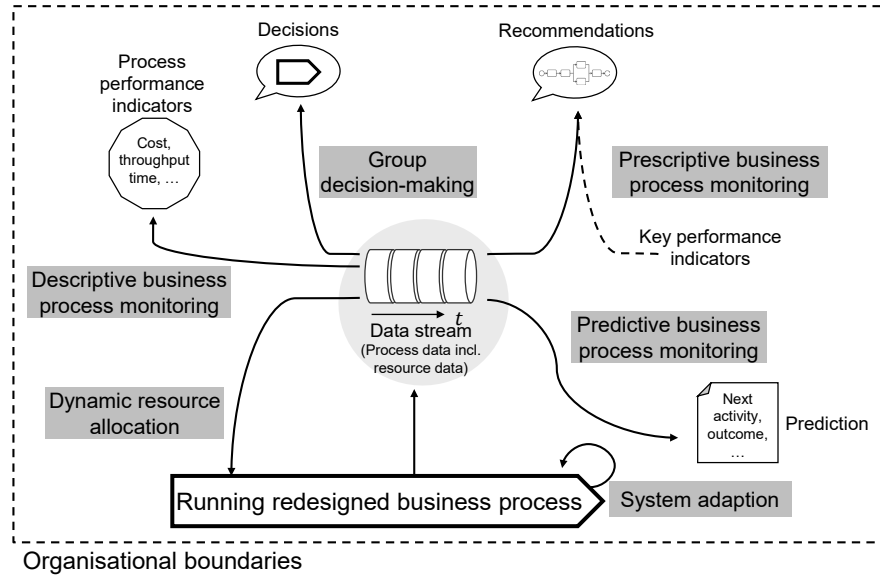 Decisions
Recommendations
Process
performance
indicators
Cost,
throughput
time, …
Group
decision-making
Prescriptive business
process monitoring
Key performance
indicators
Descriptive business
process monitoring
t
Data stream
(Process data incl.
resource data)
Predictive business
process monitoring
Dynamic resource
allocation
Next
activity,
outcome,
…
Prediction
Running redesigned business process
System adaption
Organisational boundaries